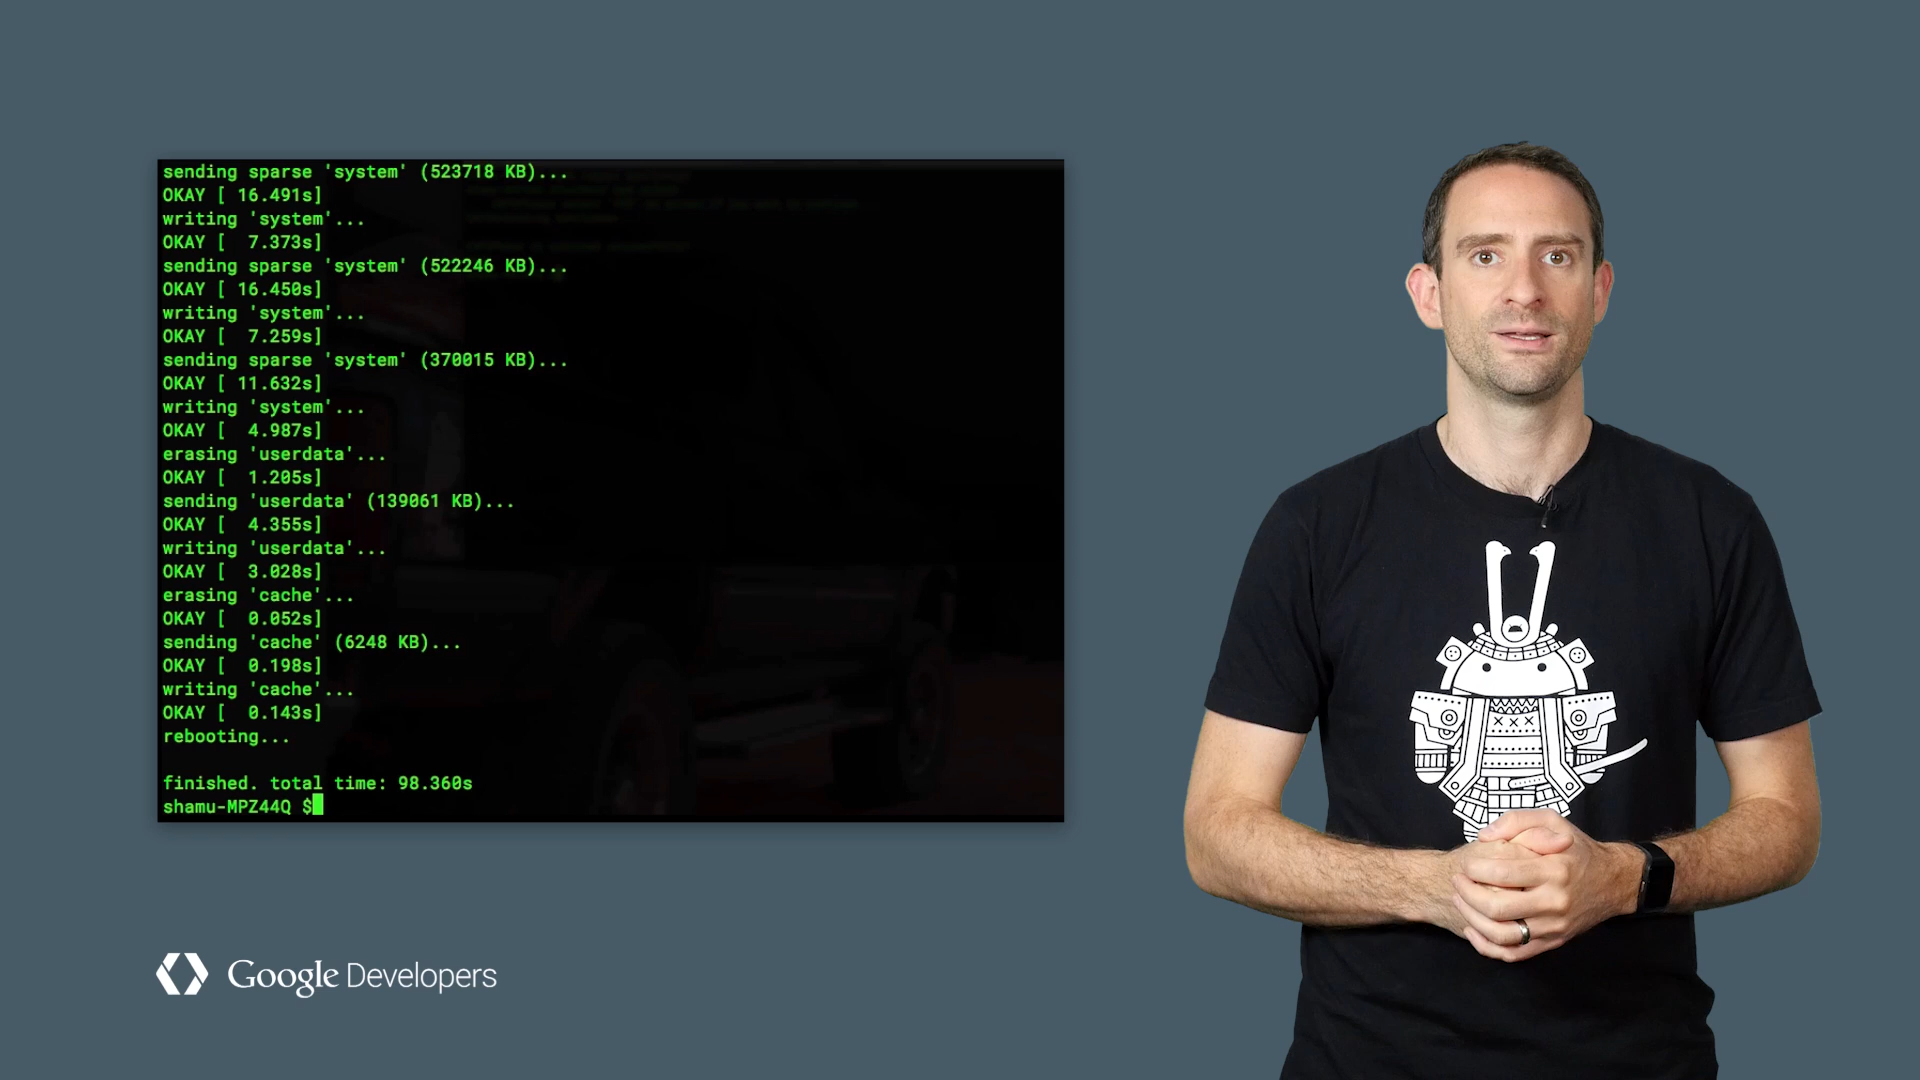 sending sparse 'system' (523718 KB)...
OKAY [ 16.491s]
writing 'system'...
OKAY [  7.373s]
sending sparse 'system' (522246 KB)...
OKAY [ 16.450s]
writing 'system'...
OKAY [  7.259s]
sending sparse 'system' (370015 KB)...
OKAY [ 11.632s]
writing 'system'...
OKAY [  4.987s]
erasing 'userdata'...
OKAY [  1.205s]
sending 'userdata' (139061 KB)...
OKAY [  4.355s]
writing 'userdata'...
OKAY [  3.028s]
erasing 'cache'...
OKAY [  0.052s]
sending 'cache' (6248 KB)...
OKAY [  0.198s]
writing 'cache'...
OKAY [  0.143s]
rebooting...
finished. total time: 98.360s
shamu-MPZ44Q $
Google Developers